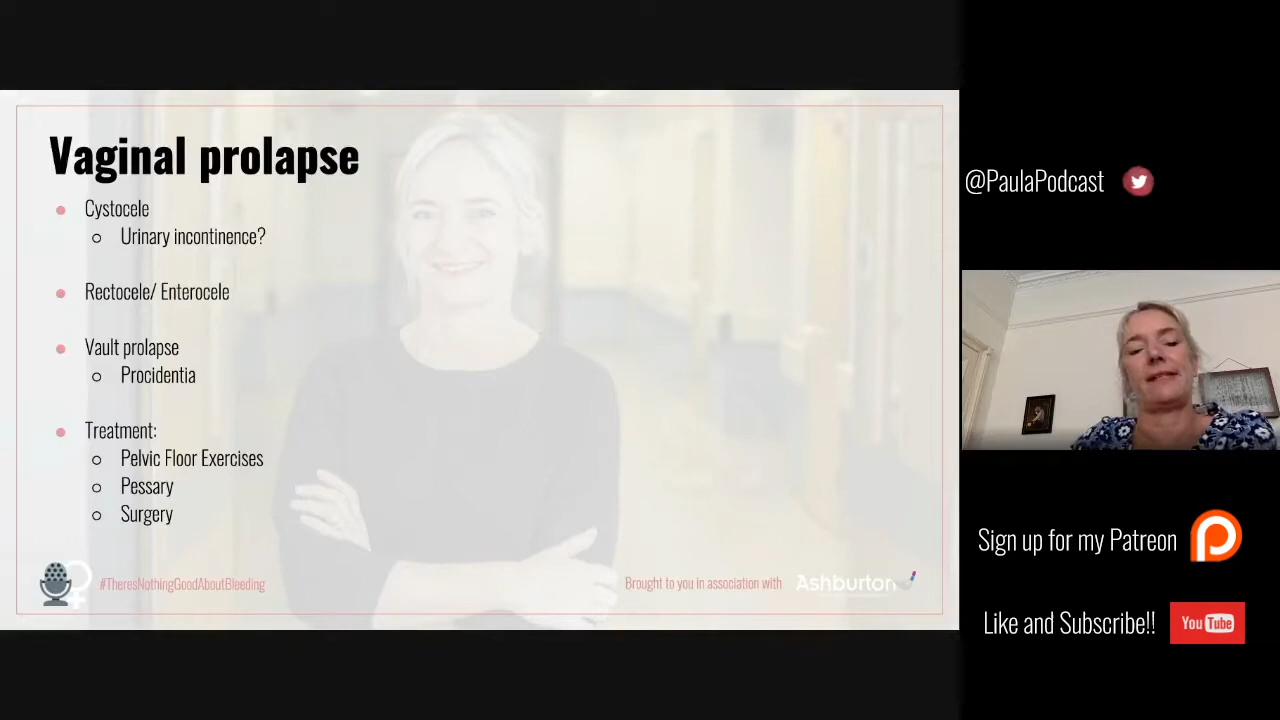 Vaginal prolapse
Cystocele
Urinary incontinence?
Rectocele/ Enterocele
Vault prolapse
Procidentia
Treatment:
Pelvic Floor Exercises
Pessary
Surgery
#TheresNothingGoodAboutBleeding
Brought to you in association with
Ashburton
@PaulaPodcast
Sign up for my Patreon
Like and Subscribe!!
YouTube